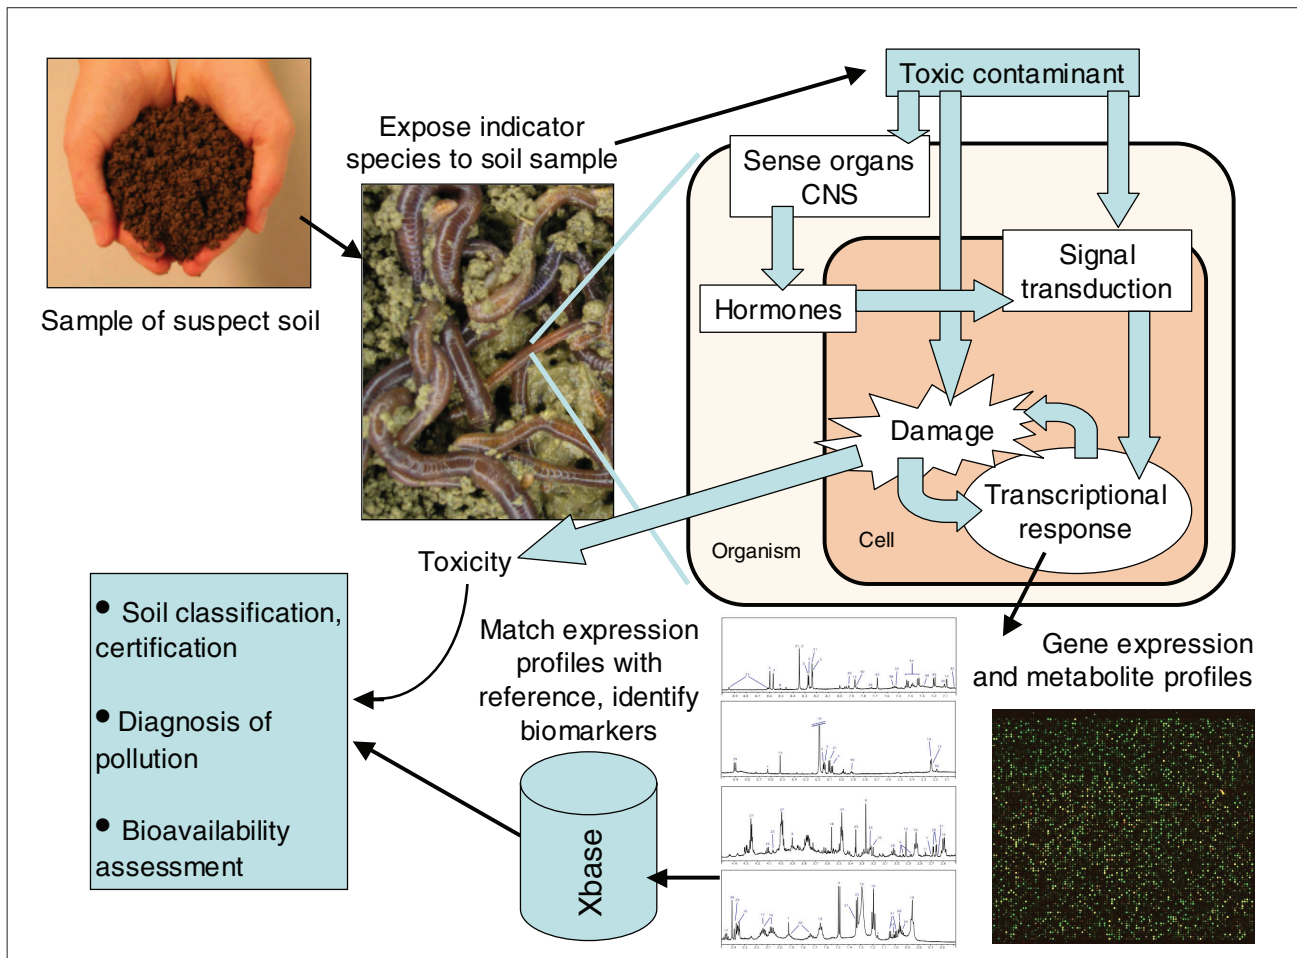 Toxic contaminant
Expose indicator
species to soil sample
Sense organs
CNS
Signal
transduction
Hormones
Sample of suspect soil
Damage
Transcriptional
response
Organism
Cell
Toxicity
• Soil classification,
certification
• Diagnosis of
pollution
• Bioavailability
assessment
Match expression
profiles with
reference, identify
biomarkers
Gene expression
and metabolite profiles
Xbase